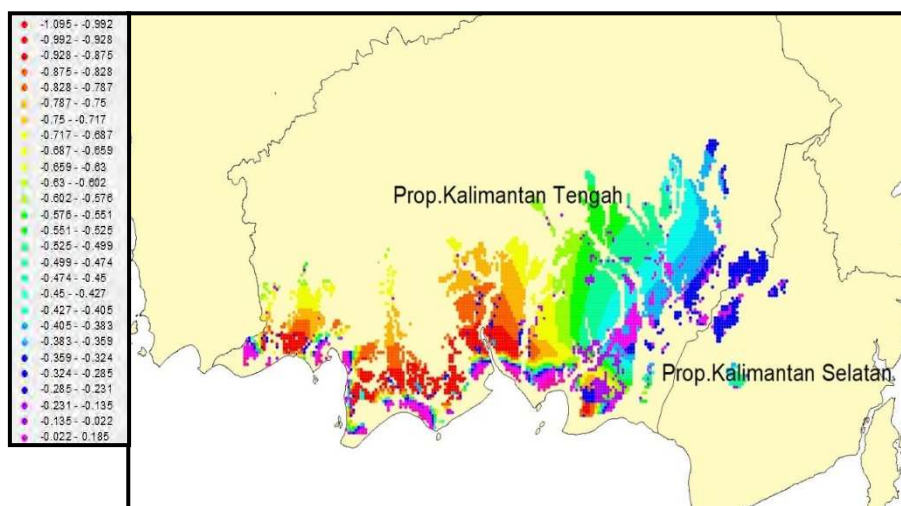 -1.095 - -0.992
-0.992 - -0.928
-0.928 - -0.875
-0.875 - -0.828
-0.828 - -0.787
-0.787 - -0.75
-0.75 - -0.717
-0.717 - -0.687
-0.687 - -0.659
-0.659 - -0.63
-0.63 - -0.602
-0.602 - -0.576
-0.576 - -0.551
-0.551 - -0.525
-0.525 - -0.499
-0.499 - -0.474
-0.474 - -0.45
-0.45 - -0.427
-0.427 - -0.405
-0.405 - -0.383
-0.383 - -0.359
-0.359 - -0.324
-0.324 - -0.285
-0.285 - -0.231
-0.231 - -0.135
-0.135 - -0.022
-0.022 - 0.185
Prop.Kalimantan Tengah
Prop.Kalimantan Selatan